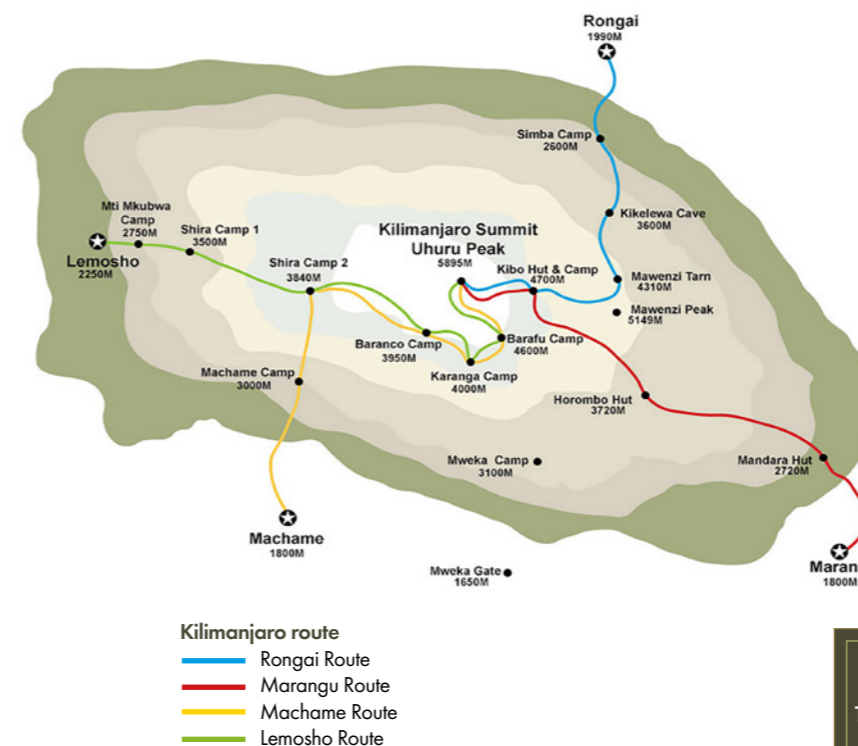 Rongai
1990M
Simba Camp
2600M
Kikelewa Cave
3600M
Mti Mkubwa
Camp
2750M
Shira Camp 1
3500M
Lemosho
2250M
Shira Camp 2
3840M
Kilimanjaro Summit
Uhuru Peak
5895M
Kibo Hut & Camp
4700M
Mawenzi Tarn
4310M
Mawenzi Peak
5149M
Baranco Camp
3950M
Barafu Camp
4600M
Karanga Camp
4000M
Machame Camp
3000M
Horombo Hut
3720M
Mweka Camp
3100M
Mandara Hut
2720M
Machame
1800M
Maran
1800M
Mweka Gate
1650M
Kilimanjaro route
Rongai Route
Marangu Route
Machame Route
Lemosho Route